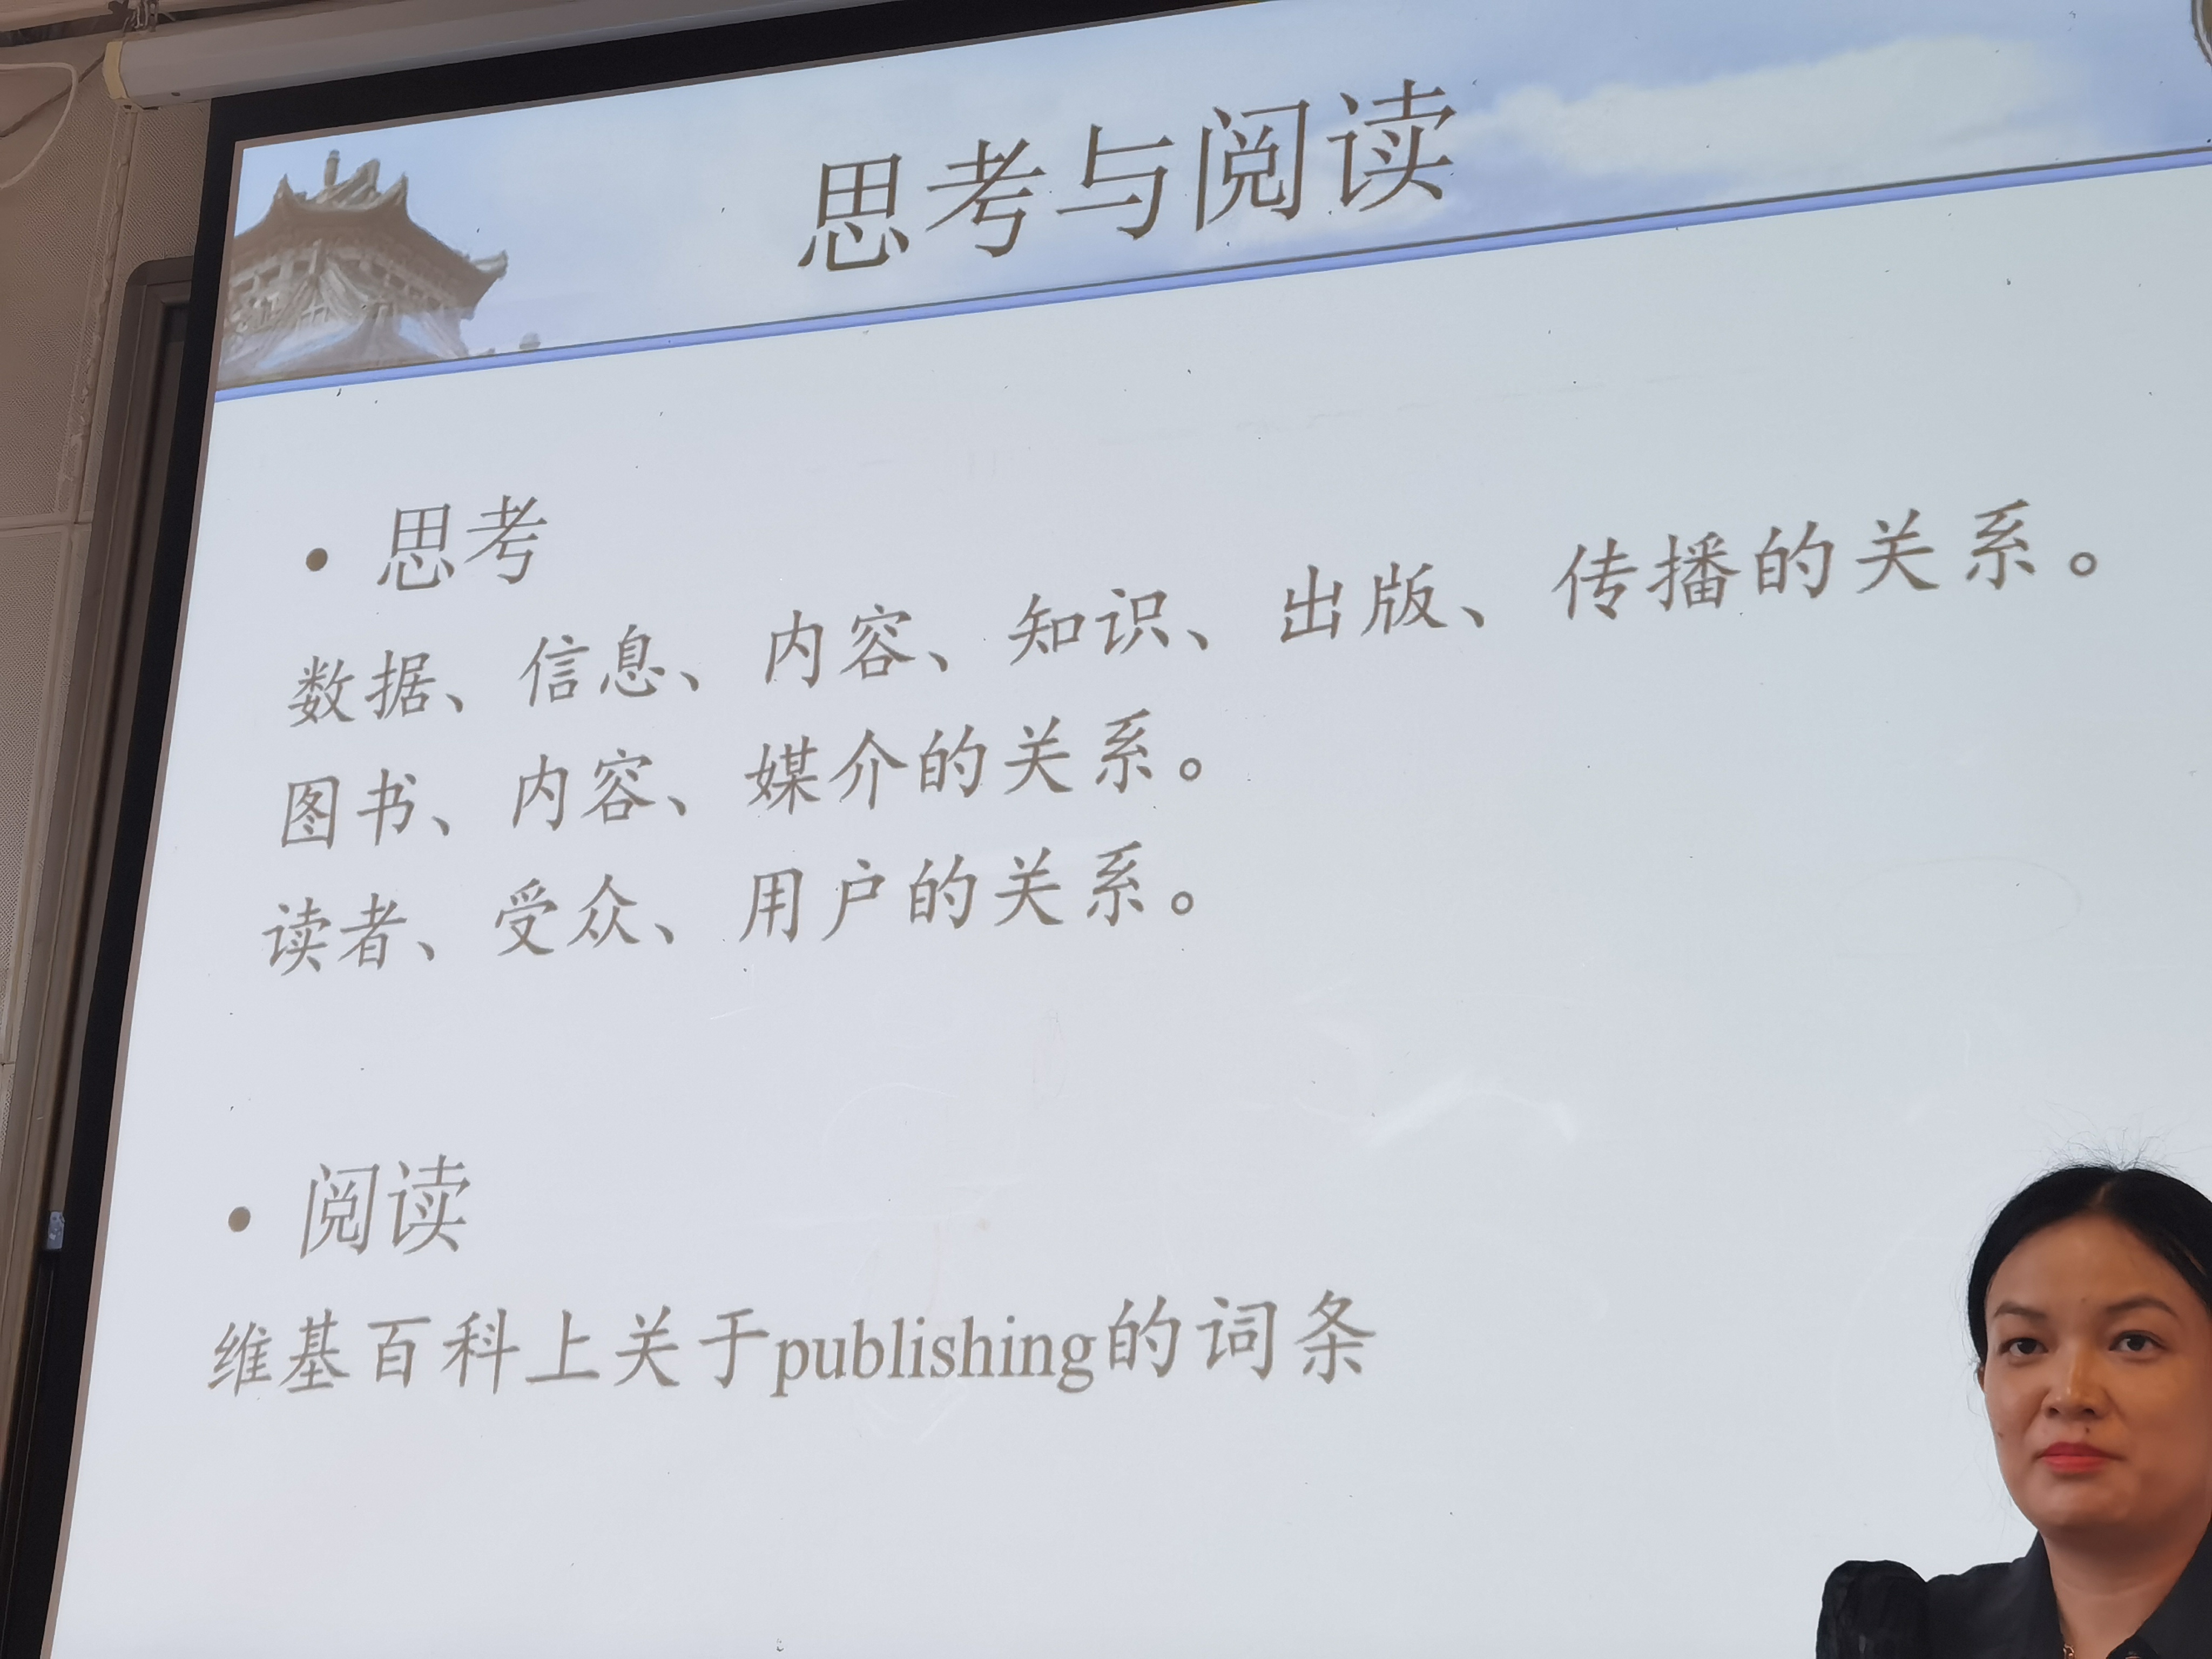 思考与阅读
• 思考
数据、信息、内容、知识、出版、传播的关系。
图书、内容、媒介的关系。
读者、受众、用户的关系。
• 阅读
维基百科上关于publishing的词条